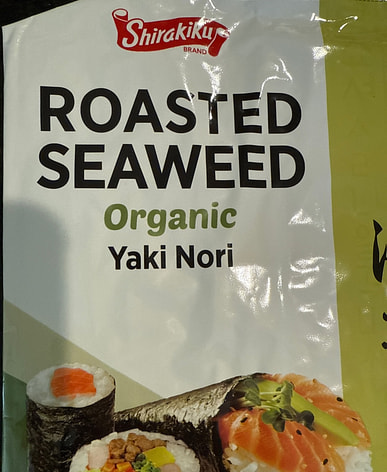 Shirakiku
BRAND
ROASTED
SEAWEED
Organic
Yaki Nori